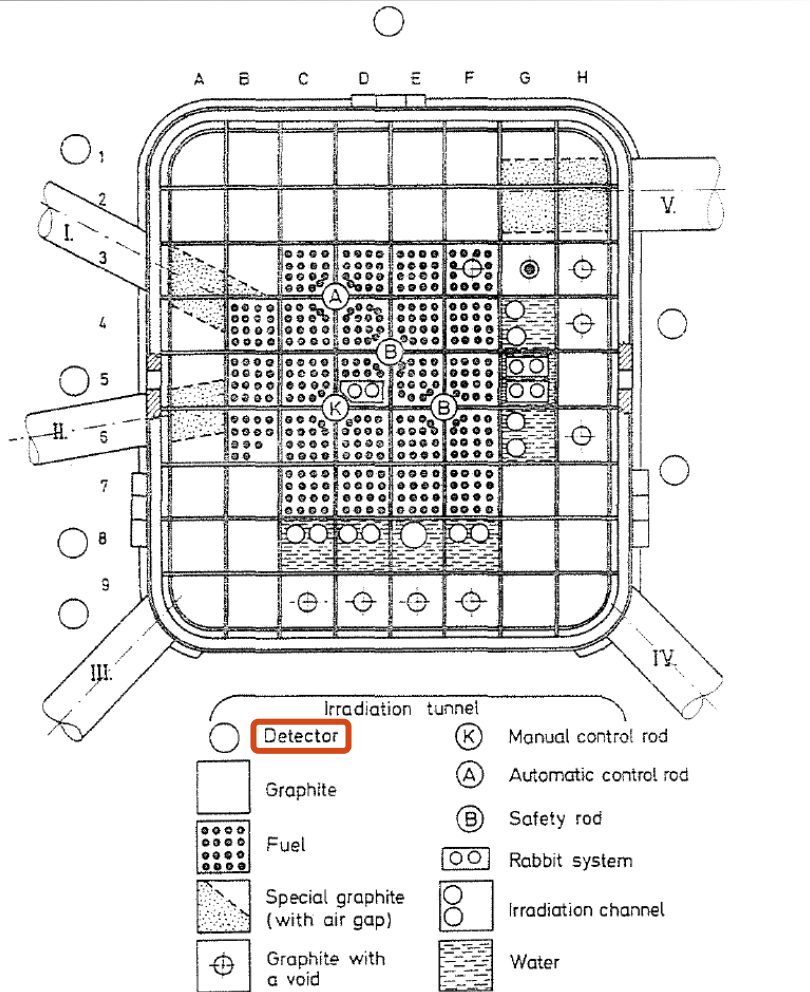 A B C D E F G H
1
2
3
4
5
6
7
8
9
I.
II.
III.
IV.
V.
A
B
K
B
Irradiation tunnel
Detector
Graphite
Fuel
Special graphite
(with air gap)
Graphite with
a void
K Manual control rod
A Automatic control rod
B Safety rod
Rabbit system
Irradiation channel
Water